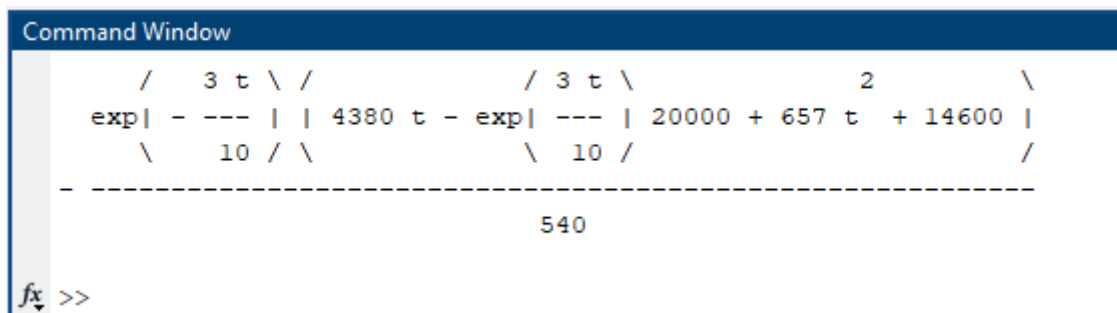 Command Window
/   3 t \ /             / 3 t \              2         \
exp| - --- | | 4380 t - exp| --- | 20000 + 657 t  + 14600 |
\    10 / \             \  10 /                        /
- -----------------------------------------------------------
540
fx >>